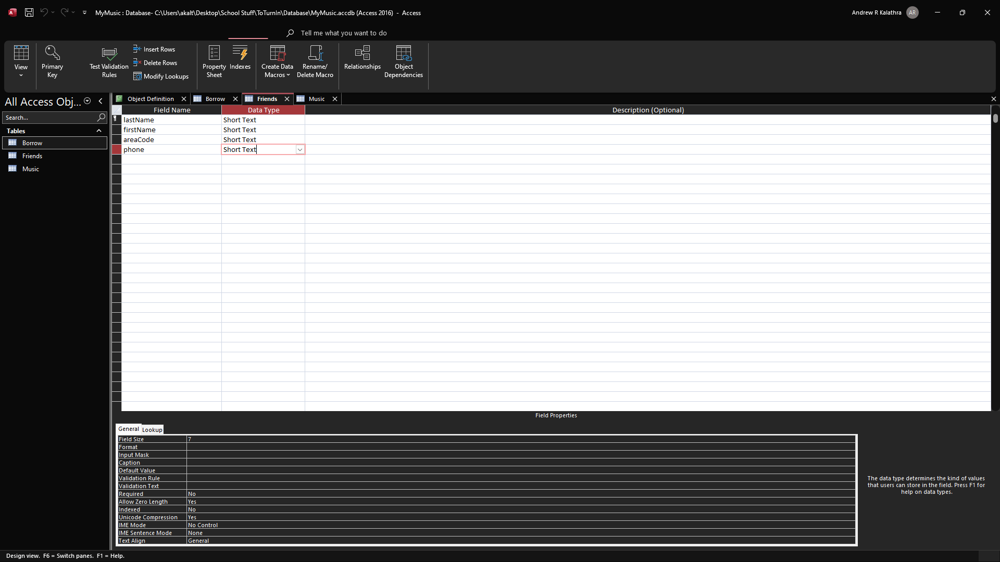 MyMusic : Database- C:\Users\akalt\Desktop\School Stuff\ToTurnIn\Database\MyMusic.accdb (Access 2016)  -  Access
Andrew R Kalathra
AR
Tell me what you want to do
View
Primary
Key
Test Validation
Rules
Insert Rows
Delete Rows
Modify Lookups
Property
Sheet
Indexes
Create Data
Macros
Rename/
Delete Macro
Relationships
Object
Dependencies
All Access Obj...
Search...
Tables
Borrow
Friends
Music
Object Definition
Borrow
Friends
Music
Field Name
Data Type
Description (Optional)
lastName
Short Text
firstName
Short Text
areaCode
Short Text
phone
Short Text
Field Properties
General
Lookup
Field Size
7
Format
Input Mask
Caption
Default Value
Validation Rule
Validation Text
Required
No
Allow Zero Length
Yes
Indexed
No
Unicode Compression
Yes
IME Mode
No Control
IME Sentence Mode
None
Text Align
General
The data type determines the kind of values
that users can store in the field. Press F1 for
help on data types.
Design view.  F6 = Switch panes.  F1 = Help.